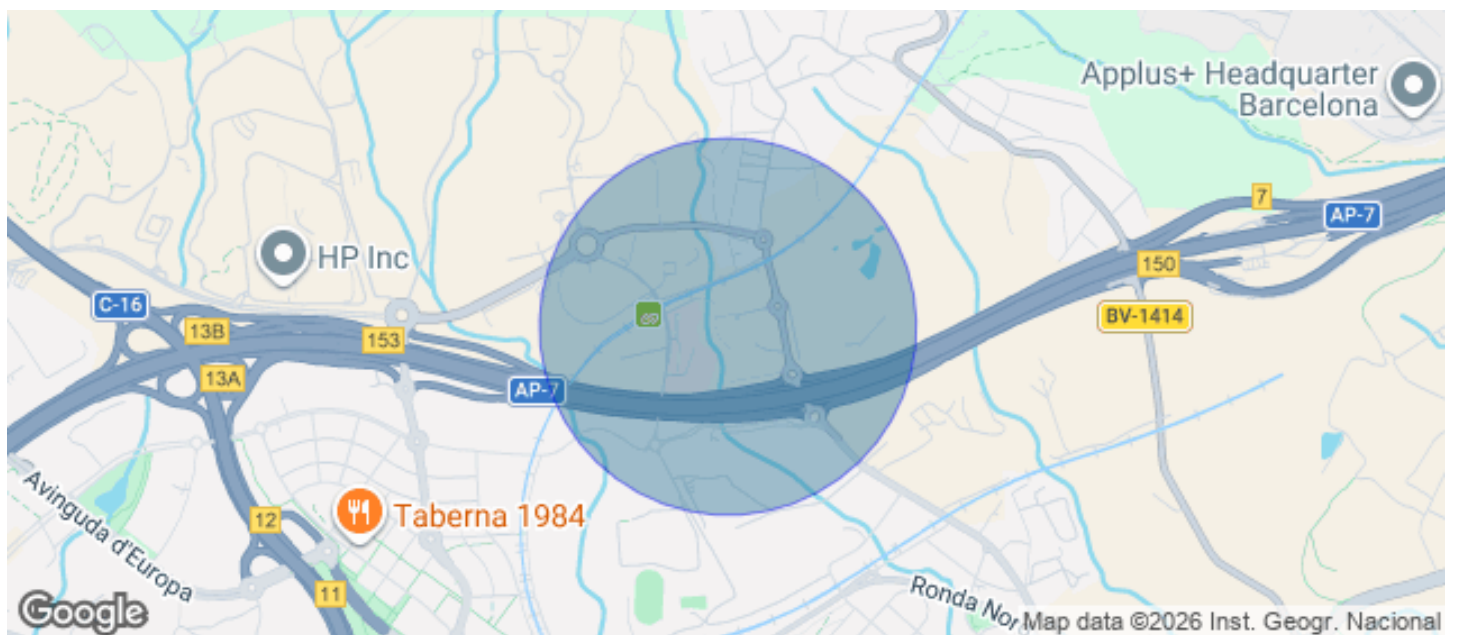 Applus+ Headquarter
Barcelona
7
AP-7
HP Inc
150
C-16
13B
153
BV-1414
13A
AP-7
Avinguda d'Europa
12
Taberna 1984
11
Ronda Nor
Google
Map data ©2026 Inst. Geogr. Nacional